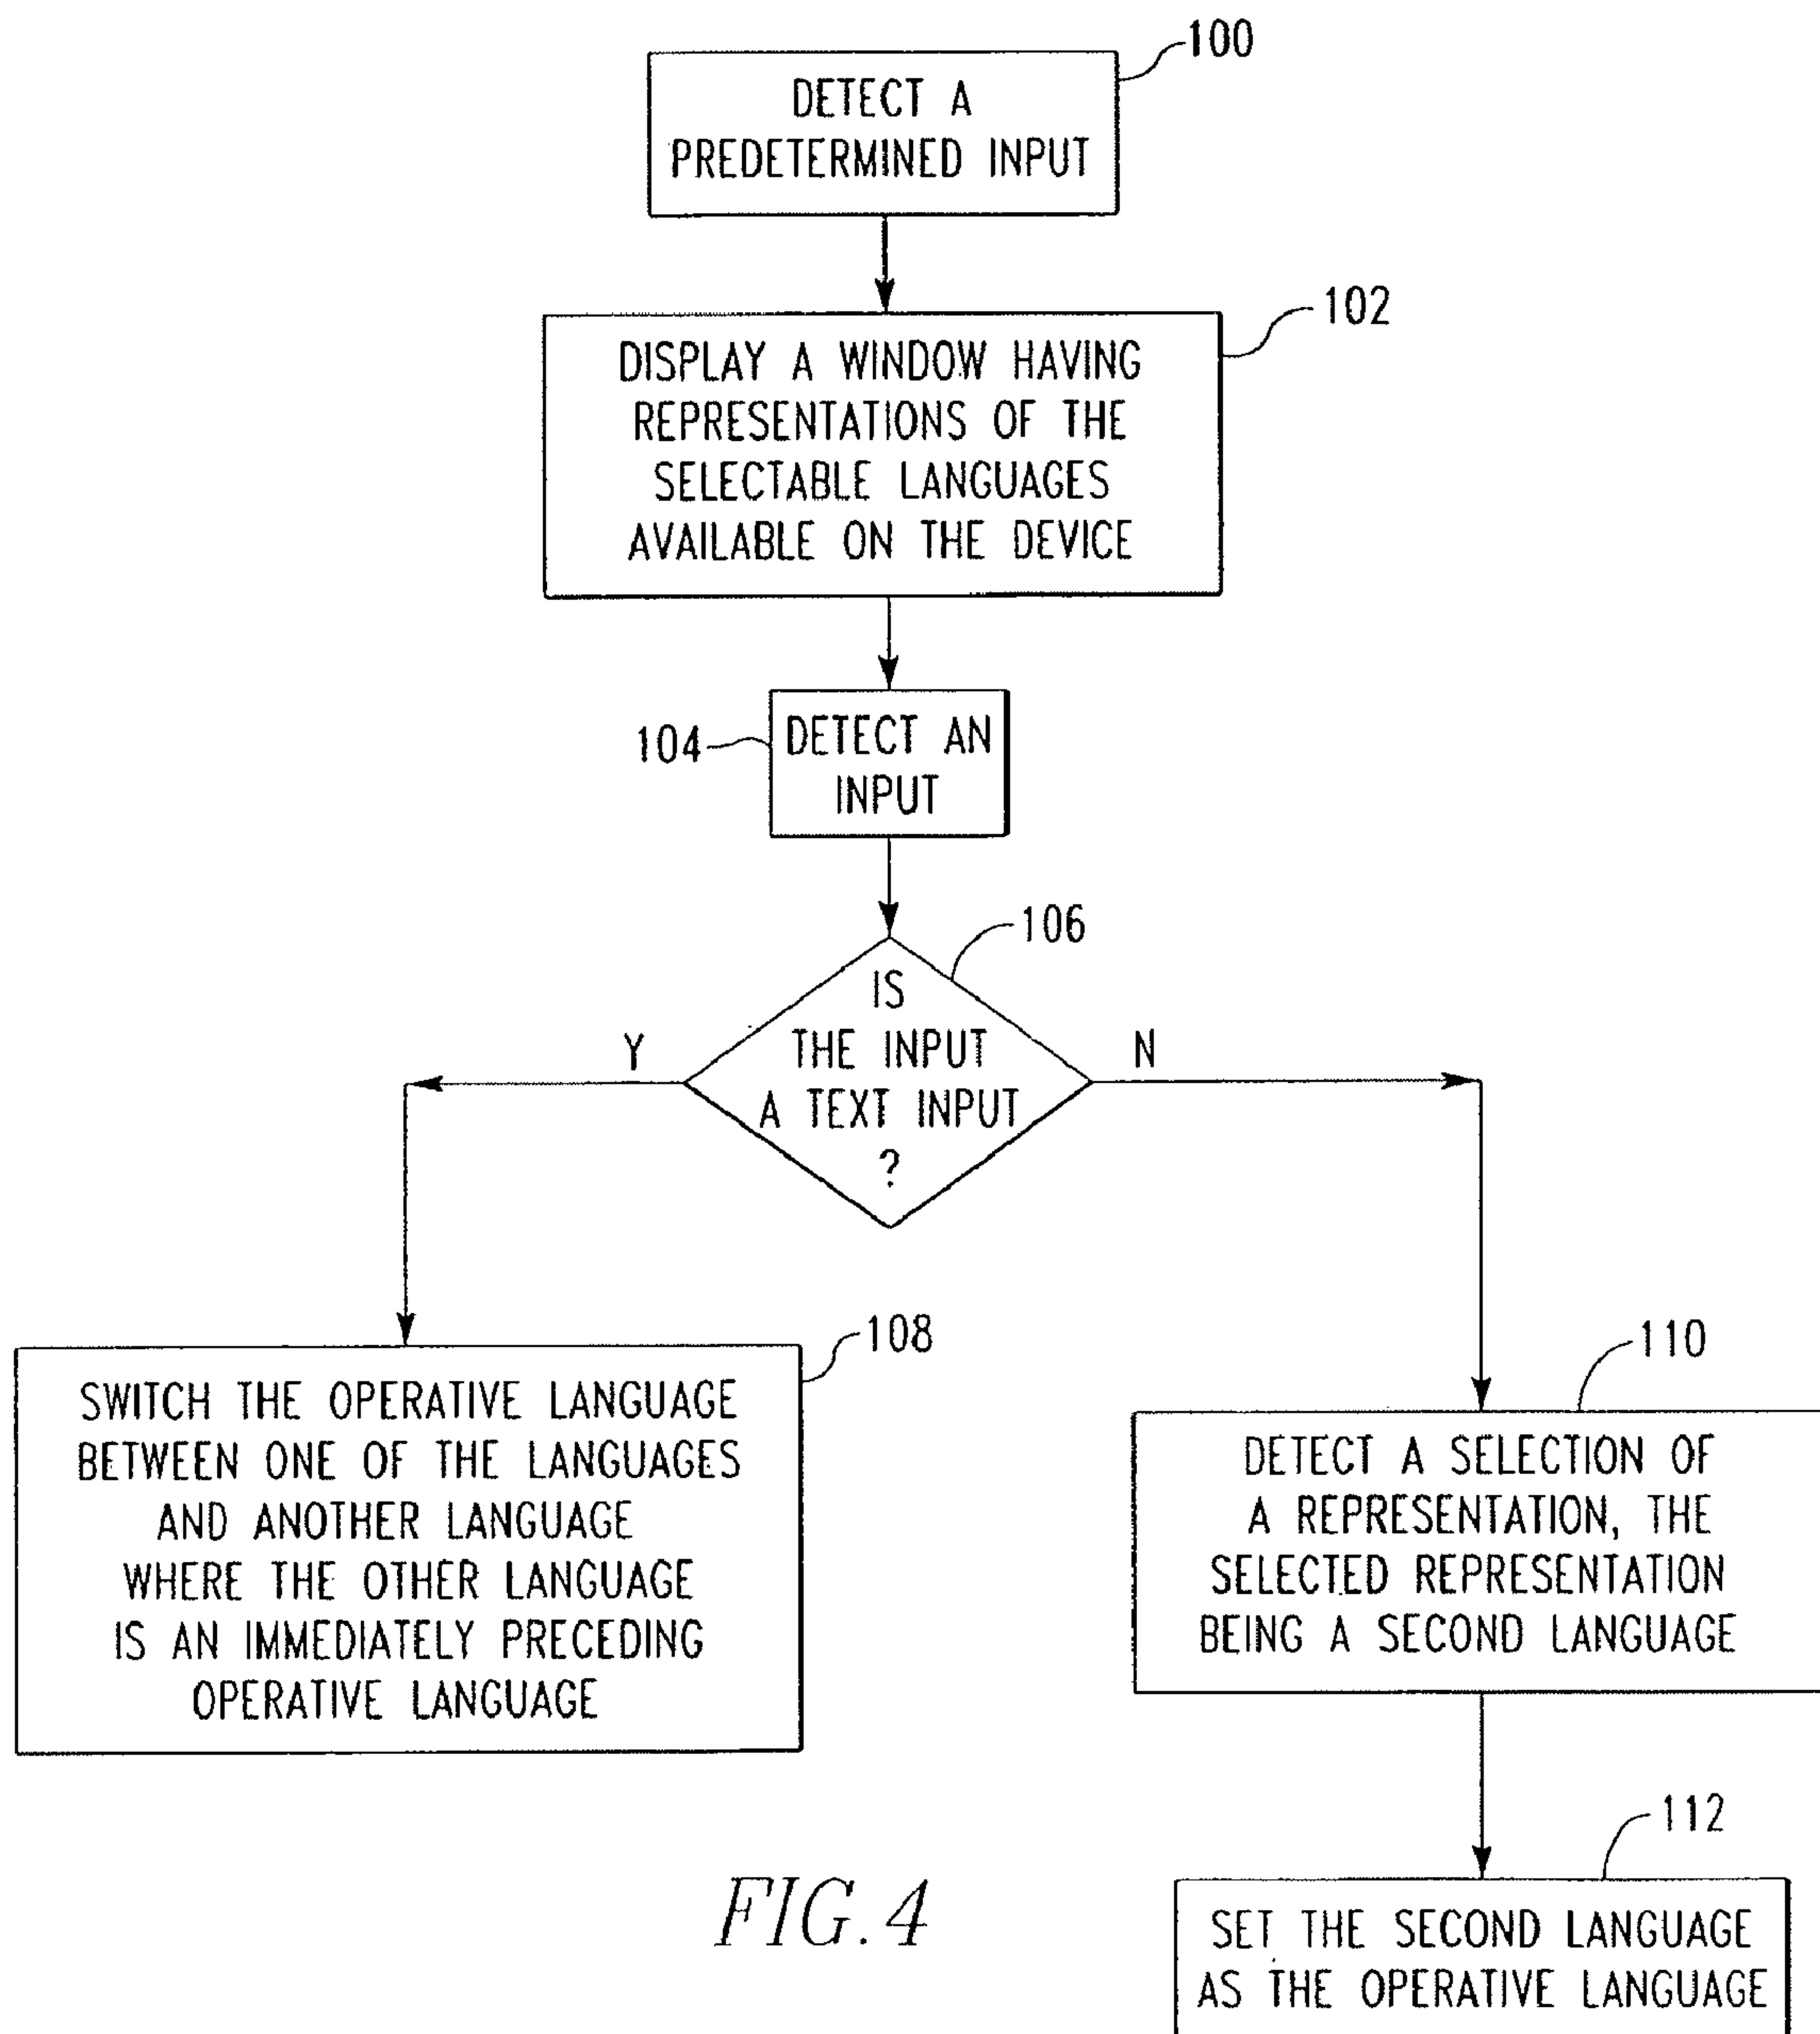 100
DETECT A
PREDETERMINED INPUT
102
DISPLAY A WINDOW HAVING
REPRESENTATIONS OF THE
SELECTABLE LANGUAGES
AVAILABLE ON THE DEVICE
104
DETECT AN
INPUT
106
IS
THE INPUT
A TEXT INPUT
?
Y
N
108
SWITCH THE OPERATIVE LANGUAGE
BETWEEN ONE OF THE LANGUAGES
AND ANOTHER LANGUAGE
WHERE THE OTHER LANGUAGE
IS AN IMMEDIATELY PRECEDING
OPERATIVE LANGUAGE
110
DETECT A SELECTION OF
A REPRESENTATION, THE
SELECTED REPRESENTATION
BEING A SECOND LANGUAGE
112
SET THE SECOND LANGUAGE
AS THE OPERATIVE LANGUAGE
FIG.4